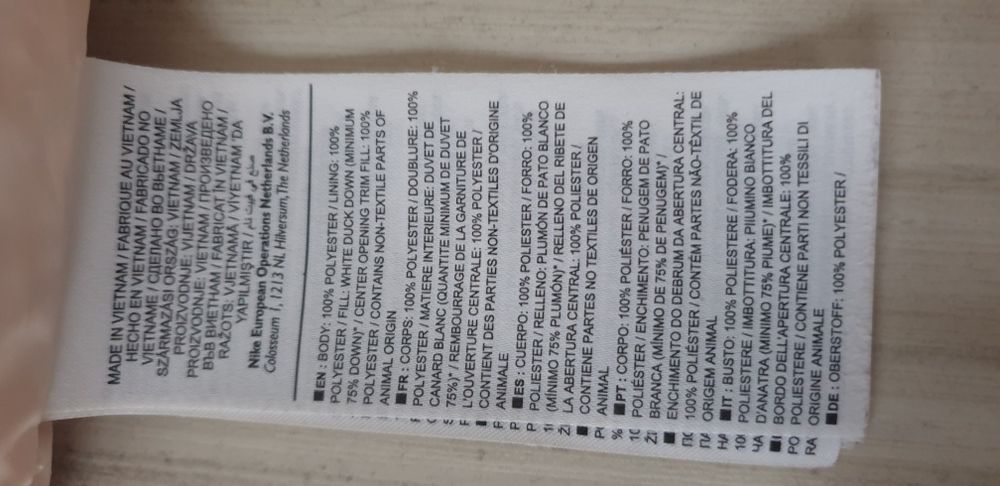 MADE IN VIETNAM / FABRIQUE AU VIETNAM /
HECHO EN VIETNAM / FABRICADO NO
VIETNAME / СДЕЛАНО ВО ВЬЕТНАМЕ /
SZÁRMAZÁSI ORSZÁG: VIETNAM / ZEMLJA
PROIZVODNJE: VIJETNAM / DRŽAVA
PROIZVODNJE: VIETNAM / ПРОИЗВЕДЕНО
ВЪВ ВИЕТНАМ / FABRICAT ÎN VIETNAM /
RAŽOTS: VJETNAMĀ / VİYETNAM 'DA
YAPILMIŞTIR / صنع في فيت نام
Nike European Operations Netherlands B.V.
Colosseum 1, 1213 NL Hilversum, The Netherlands
■EN : BODY: 100% POLYESTER / LINING: 100%
POLYESTER / FILL: WHITE DUCK DOWN (MINIMUM
75% DOWN)* / CENTER OPENING TRIM FILL: 100%
POLYESTER / CONTAINS NON-TEXTILE PARTS OF
ANIMAL ORIGIN
■FR : CORPS: 100% POLYESTER / DOUBLURE: 100%
POLYESTER / MATIERE INTERIEURE: DUVET DE
CANARD BLANC (QUANTITE MINIMUM DE DUVET
75%)* / REMBOURRAGE DE LA GARNITURE DE
L'OUVERTURE CENTRALE: 100% POLYESTER /
CONTIENT DES PARTIES NON-TEXTILES D'ORIGINE
ANIMALE
■ES : CUERPO: 100% POLIESTER / FORRO: 100%
POLIESTER / RELLENO: PLUMÓN DE PATO BLANCO
(MÍNIMO 75% PLUMÓN)* / RELLENO DEL RIBETE DE
LA ABERTURA CENTRAL: 100% POLIESTER /
CONTIENE PARTES NO TEXTILES DE ORIGEN
ANIMAL
■PT : CORPO: 100% POLIÉSTER / FORRO: 100%
POLIÉSTER / ENCHIMENTO: PENUGEM DE PATO
BRANCA (MÍNIMO DE 75% DE PENUGEM)* /
ENCHIMENTO DO DEBRUM DA ABERTURA CENTRAL:
100% POLIÉSTER / CONTÉM PARTES NÃO-TÊXTIL DE
ORIGEM ANIMAL
■IT : BUSTO: 100% POLIESTERE / FODERA: 100%
POLIESTERE / IMBOTTITURA: PIIUMINO BIANCO
D'ANATRA (MINIMO 75% PIUME)* / IMBOTTITURA DEL
BORDO DELL'APERTURA CENTRALE: 100%
POLIESTERE / CONTIENE PARTI NON TESSILI DI
ORIGINE ANIMALE
■DE : OBERSTOFF: 100% POLYESTER /